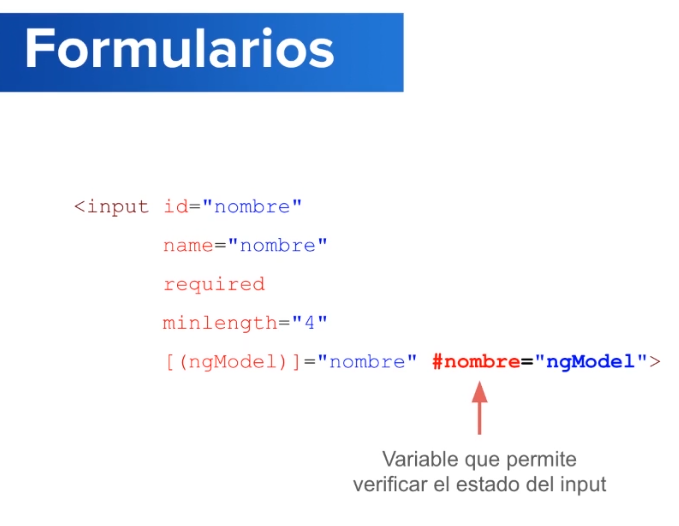 Formularios
<input id="nombre"
name="nombre"
required
minlength="4"
[(ngModel)]="nombre" #nombre="ngModel">
Variable que permite
verificar el estado del input